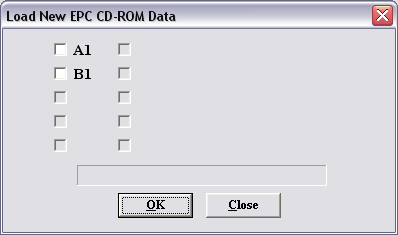 Load New EPC CD-ROM Data
A1
B1
OK Close